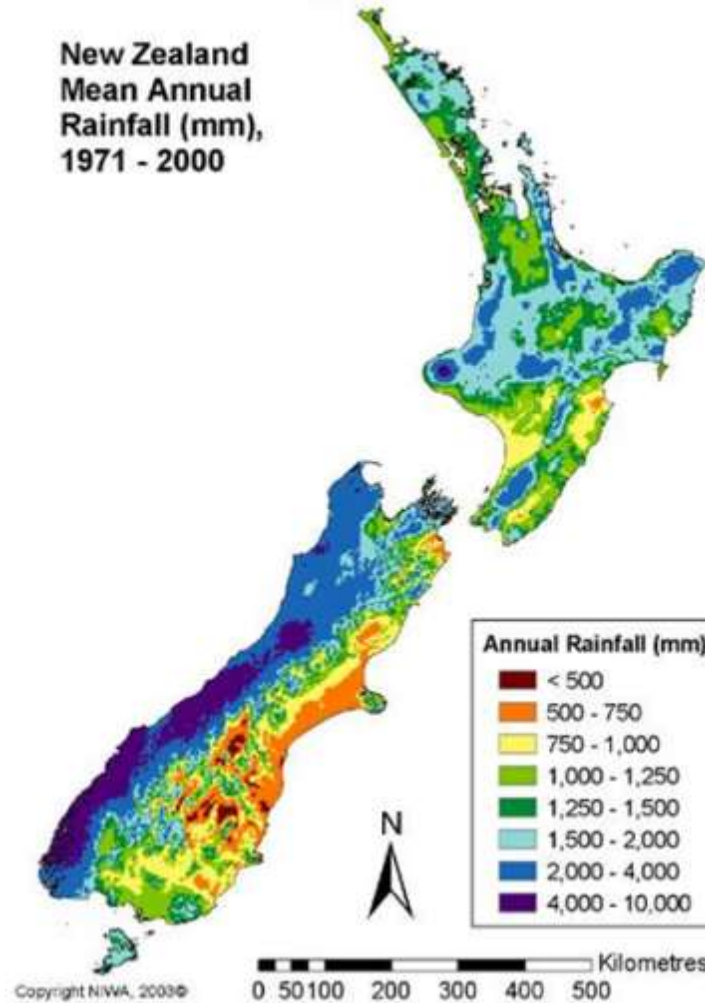 New Zealand
Mean Annual
Rainfall (mm),
1971 - 2000
Annual Rainfall (mm)
< 500
500 - 750
750 - 1,000
1,000 - 1,250
1,250 - 1,500
1,500 - 2,000
2,000 - 4,000
4,000 - 10,000
N
Kilometres
0 50 100 200 300 400 500
Copyright NIWA, 2003©